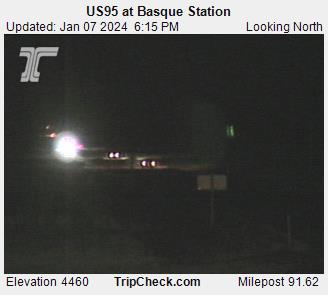 US95 at Basque Station
Updated: Jan 07 2024 6:15 PM
Looking North
Elevation 4460
TripCheck.com
Milepost 91.62